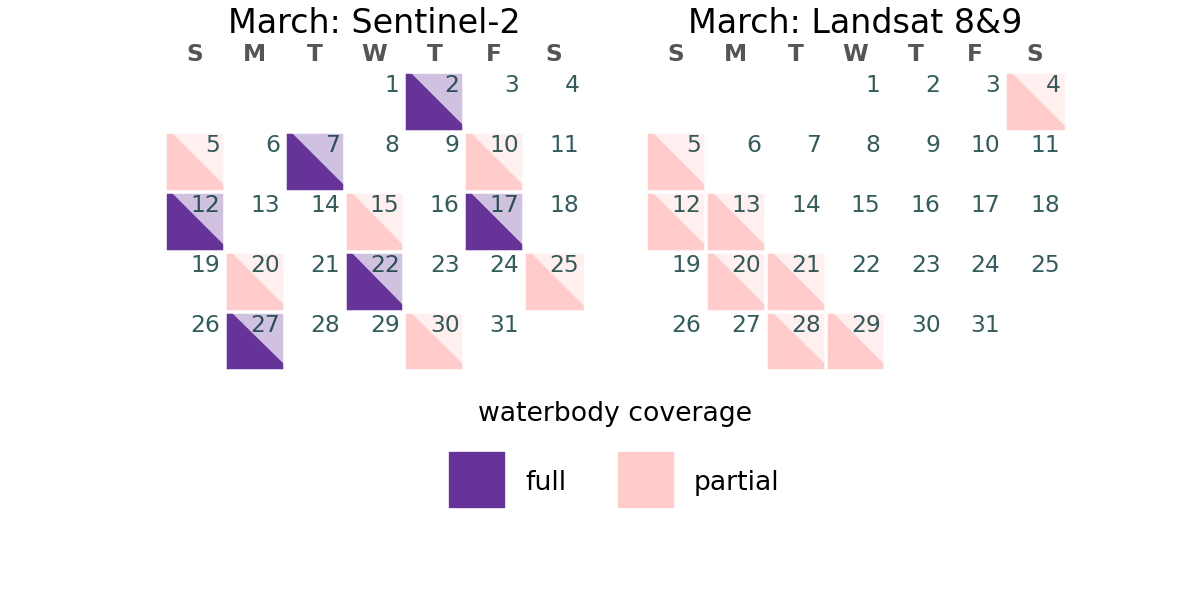 March: Sentinel-2
S M T W T F S
1 2 3 4
5 6 7 8 9 10 11
12 13 14 15 16 17 18
19 20 21 22 23 24 25
26 27 28 29 30 31
March: Landsat 8&9
S M T W T F S
1 2 3 4
5 6 7 8 9 10 11
12 13 14 15 16 17 18
19 20 21 22 23 24 25
26 27 28 29 30 31
waterbody coverage
full partial